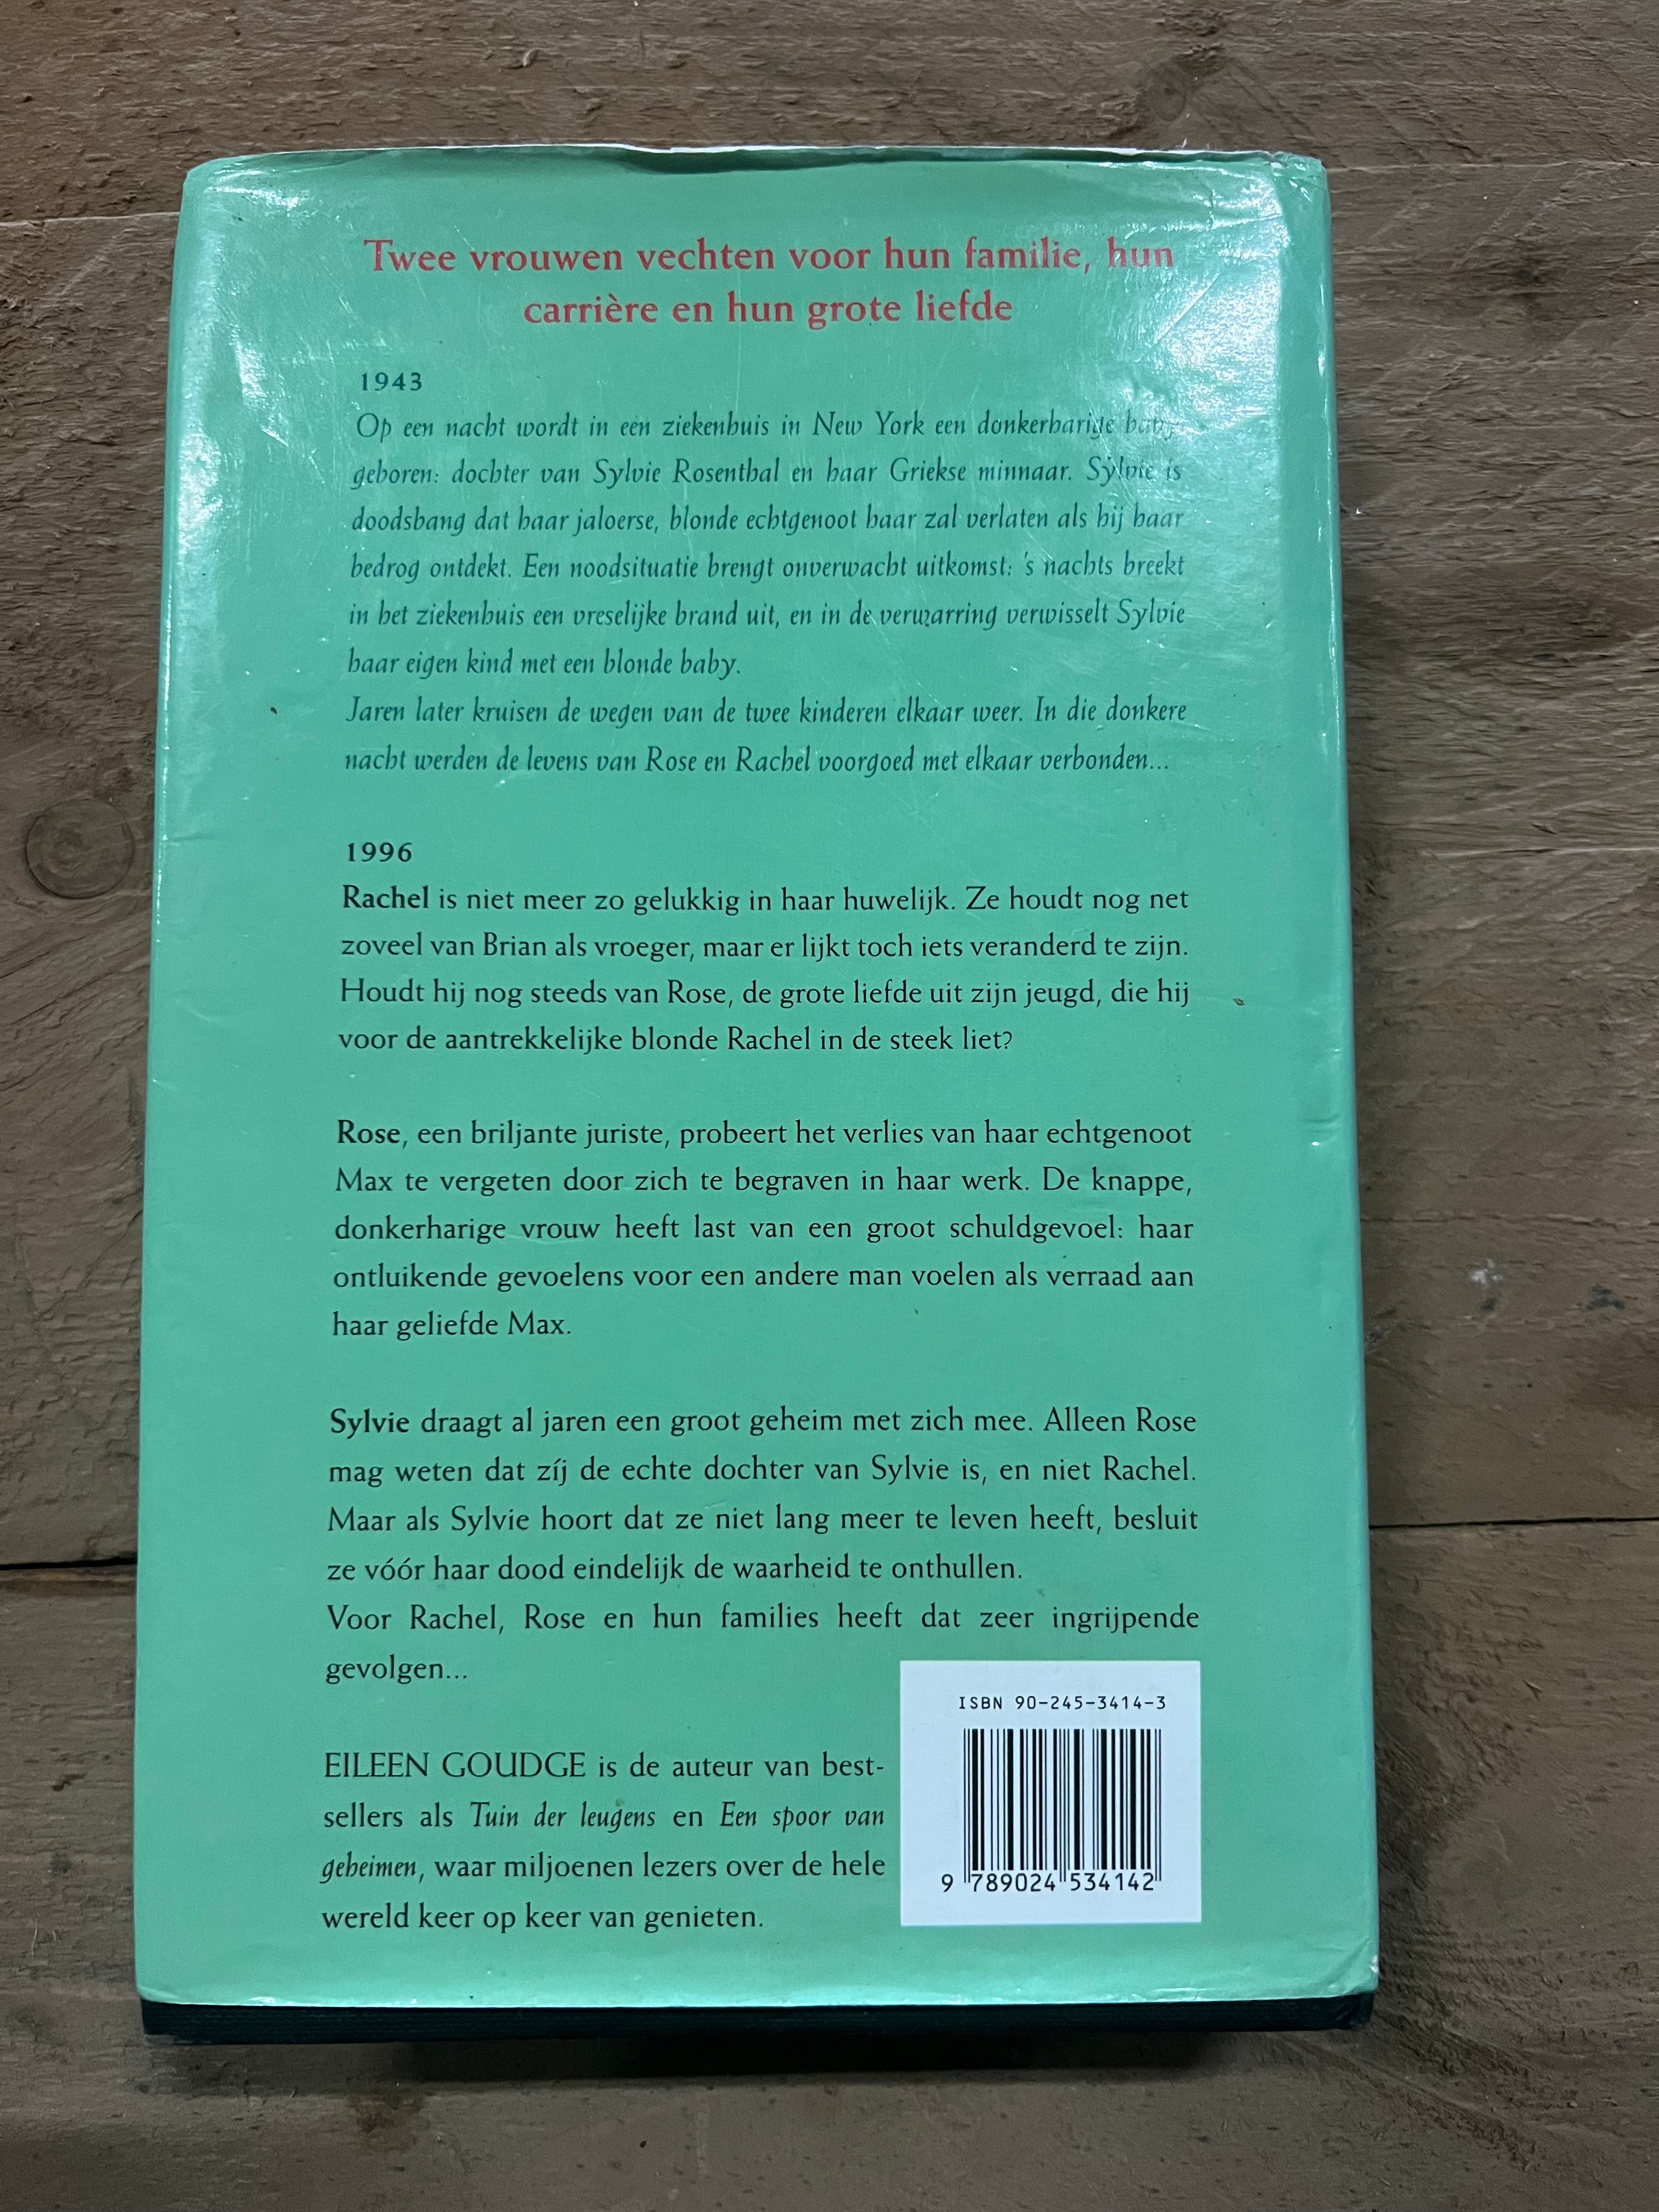 Twee vrouwen vechten voor hun familie, hun
carrière en hun grote liefde
1943
Op een nacht wordt in een ziekenhuis in New York een donkerharige baby
geboren: dochter van Sylvie Rosenthal en haar Griekse minnaar. Sylvie is
doodsbang dat haar jaloerse, blonde echtgenoot haar zal verlaten als hij haar
bedrog ontdekt. Een noodsituatie brengt onverwacht uitkomst: 's nachts breekt
in het ziekenhuis een vreselijke brand uit, en in de verwarring verwisselt Sylvie
haar eigen kind met een blonde baby.
Jaren later kruisen de wegen van de twee kinderen elkaar weer. In die donkere
nacht werden de levens van Rose en Rachel voorgoed met elkaar verbonden...
1996
Rachel is niet meer zo gelukkig in haar huwelijk. Ze houdt nog net
zoveel van Brian als vroeger, maar er lijkt toch iets veranderd te zijn.
Houdt hij nog steeds van Rose, de grote liefde uit zijn jeugd, die hij
voor de aantrekkelijke blonde Rachel in de steek liet?
Rose, een briljante juriste, probeert het verlies van haar echtgenoot
Max te vergeten door zich te begraven in haar werk. De knappe,
donkerharige vrouw heeft last van een groot schuldgevoel: haar
ontluikende gevoelens voor een andere man voelen als verraad aan
haar geliefde Max.
Sylvie draagt al jaren een groot geheim met zich mee. Alleen Rose
mag weten dat zíj de echte dochter van Sylvie is, en niet Rachel.
Maar als Sylvie hoort dat ze niet lang meer te leven heeft, besluit
ze vóór haar dood eindelijk de waarheid te onthullen.
Voor Rachel, Rose en hun families heeft dat zeer ingrijpende
gevolgen...
EILEEN GOUDGE is de auteur van best-
sellers als Tuin der leugens en Een spoor van
geheimen, waar miljoenen lezers over de hele
wereld keer op keer van genieten.
ISBN 90-245-3414-3
9 789024 534142